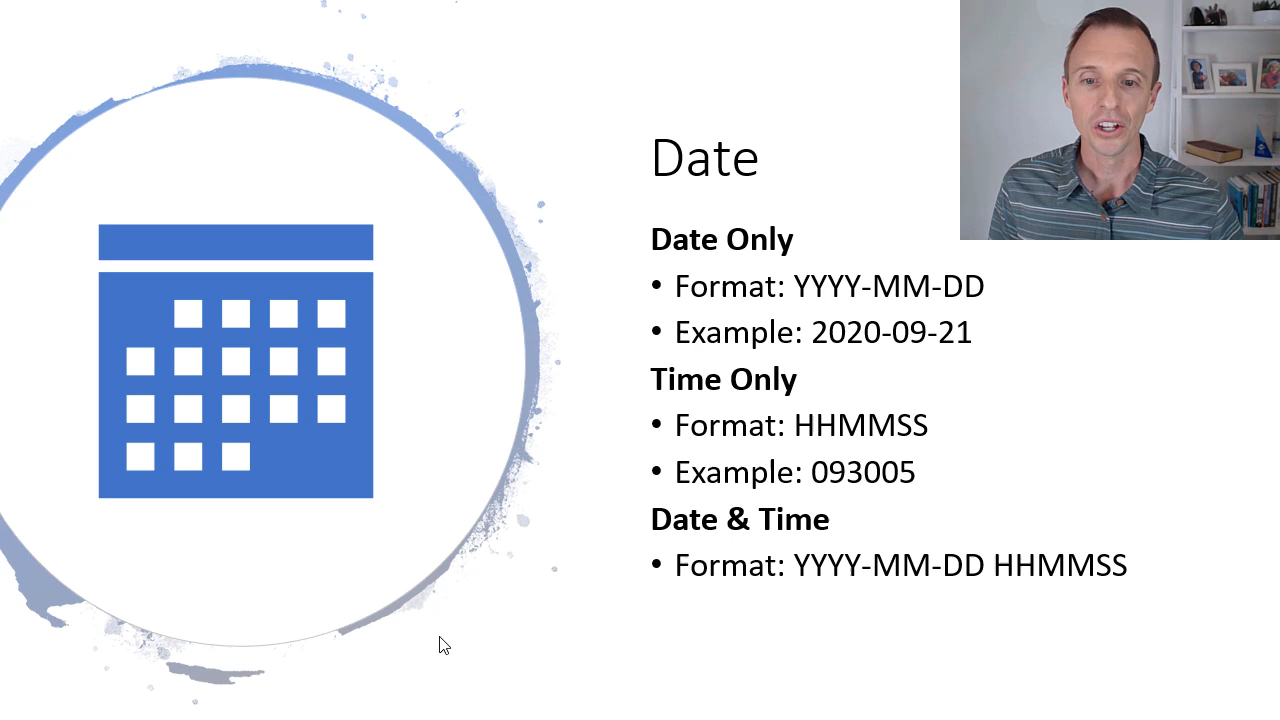 Date
Date Only
• Format: YYYY-MM-DD
• Example: 2020-09-21
Time Only
• Format: HHMMSS
• Example: 093005
Date & Time
• Format: YYYY-MM-DD HHMMSS